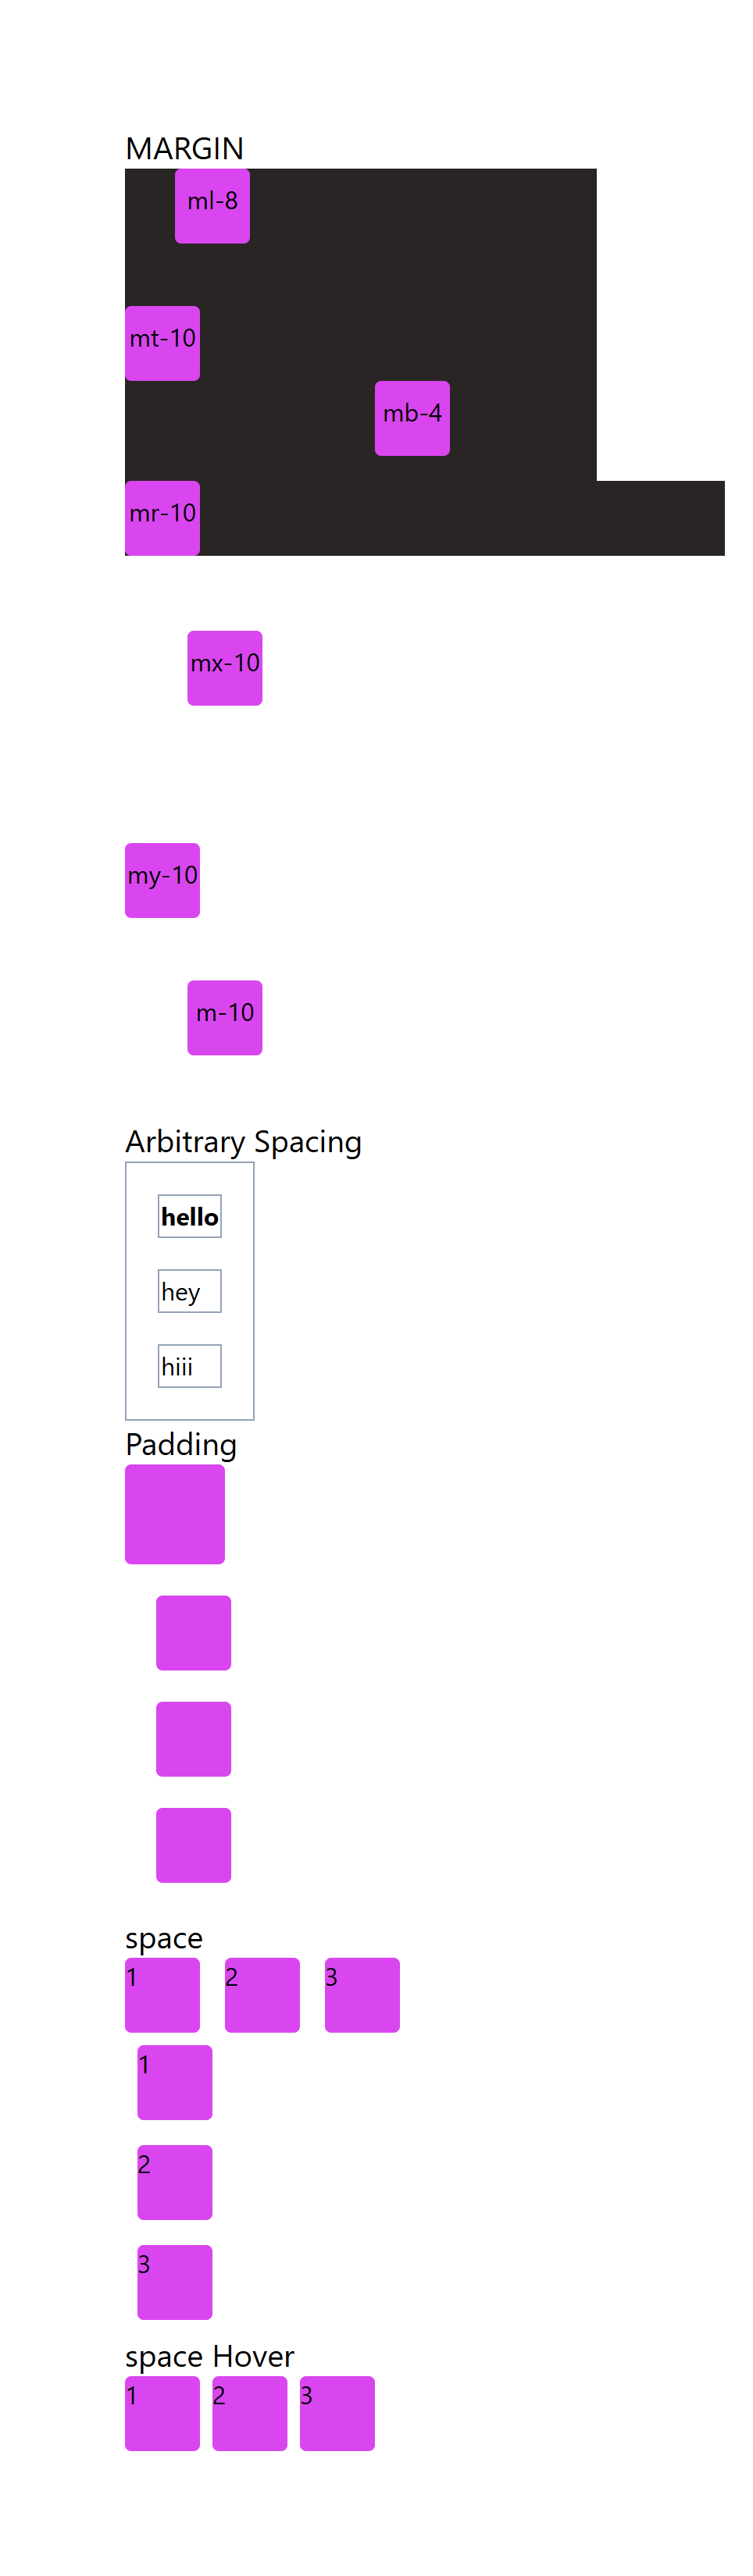 MARGIN
ml-8
mt-10
mb-4
mr-10
mx-10
my-10
m-10
Arbitrary Spacing
hello
hey
hiii
Padding
space
1 2 3
1
2
3
space Hover
1 2 3